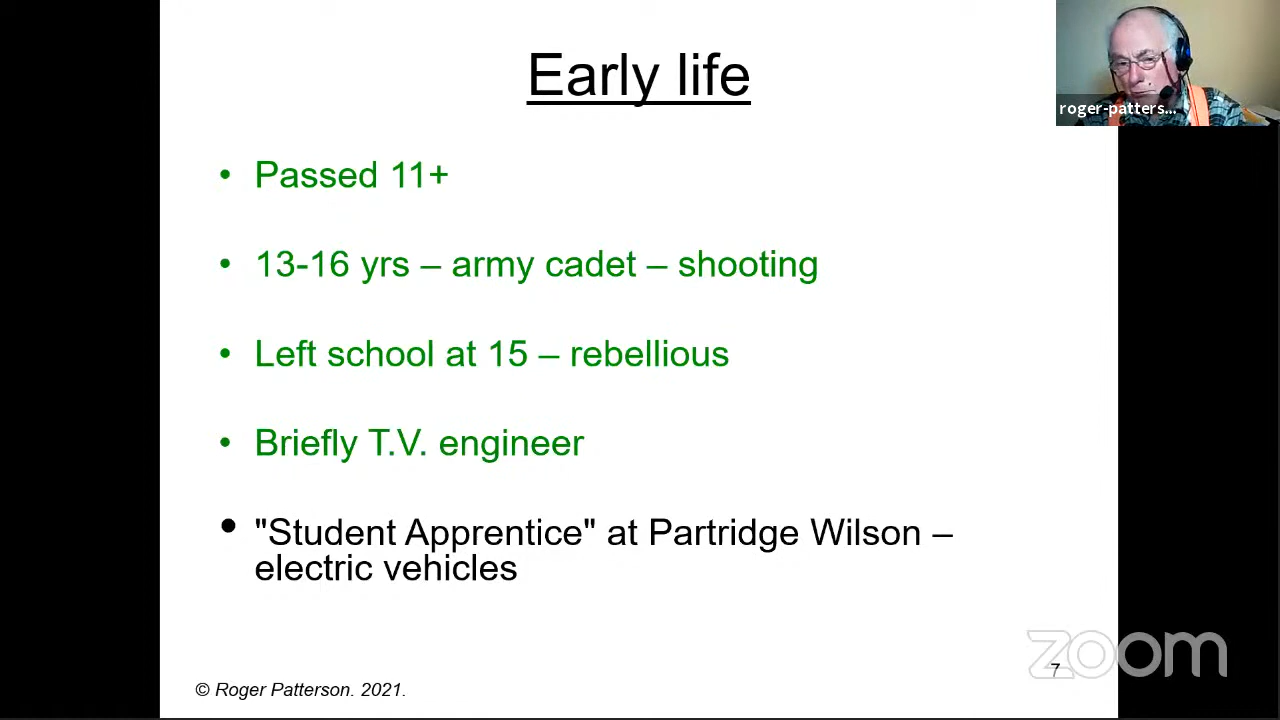 Early life
roger-patters...
• Passed 11+
• 13-16 yrs – army cadet – shooting
• Left school at 15 – rebellious
• Briefly T.V. engineer
• "Student Apprentice" at Partridge Wilson –
electric vehicles
zoom
7
© Roger Patterson. 2021.